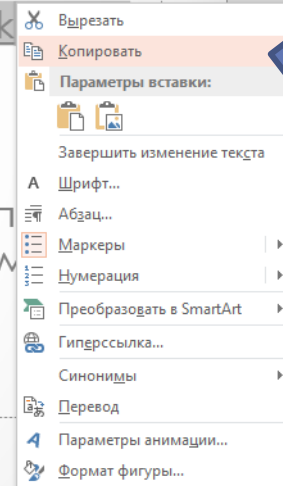 Вырезать
Копировать
Параметры вставки:
Завершить изменение текста
Шрифт...
Абзац...
Маркеры
Нумерация
Преобразовать в SmartArt
Гиперссылка...
Синонимы
Перевод
Параметры анимации...
Формат фигуры...